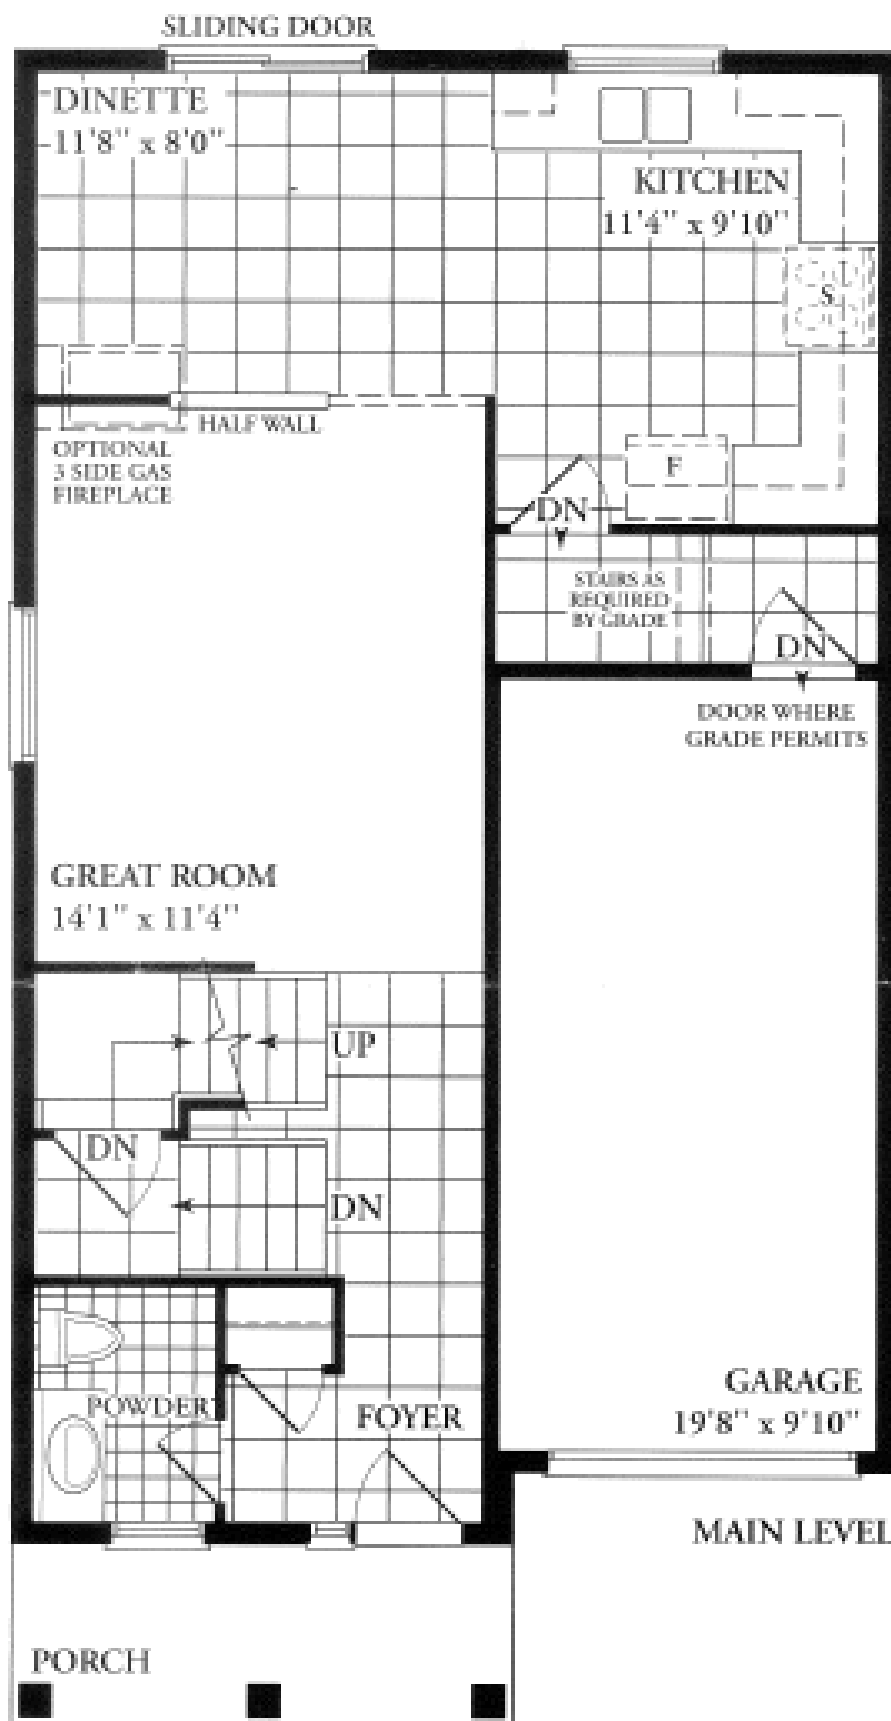 SLIDING DOOR
DINETTE
11'8" x 8'0"
KITCHEN
11'4" x 9'10"
S
HALF WALL
OPTIONAL
3 SIDE GAS
FIREPLACE
F
DN
STAIRS AS
REQUIRED
BY GRADE
DN
DOOR WHERE
GRADE PERMITS
GREAT ROOM
14'1" x 11'4"
UP
DN
DN
GARAGE
19'8" x 9'10"
POWDER
FOYER
MAIN LEVEL
PORCH